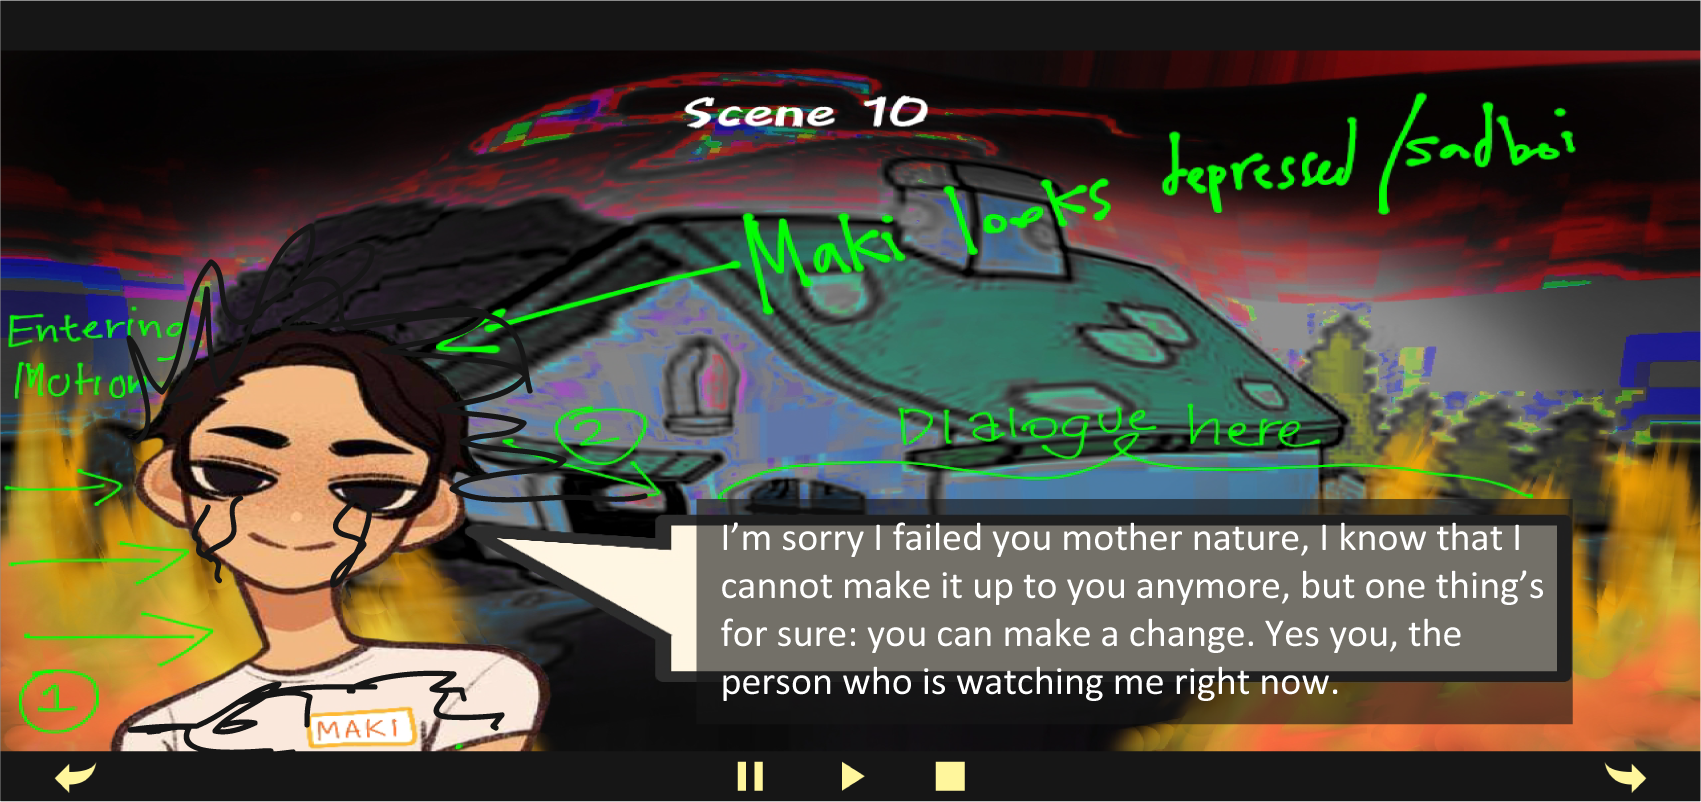 Scene 10
depressed/sadboi
Maki looks
Entering
Motion
2
Dialogue here
I'm sorry I failed you mother nature, I know that I
cannot make it up to you anymore, but one thing's
for sure: you can make a change. Yes you, the
person who is watching me right now.
1
MAKI